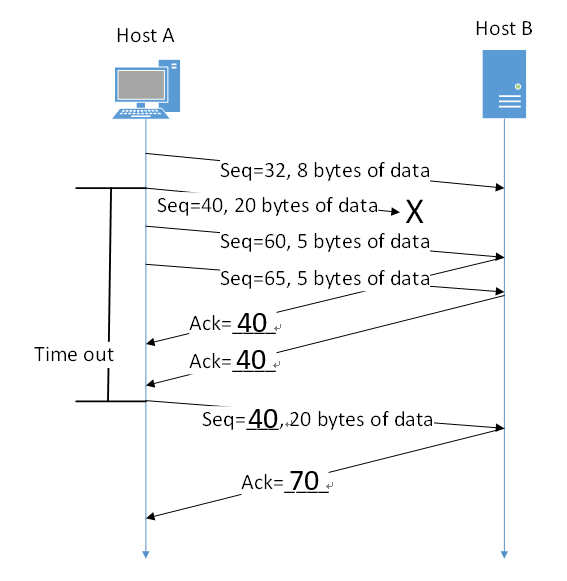 Host A
Host B
Seq=32, 8 bytes of data
Seq=40, 20 bytes of data
X
Seq=60, 5 bytes of data
Seq=65, 5 bytes of data
Ack=40
Time out
Ack=40
Seq=40, 20 bytes of data
Ack=70